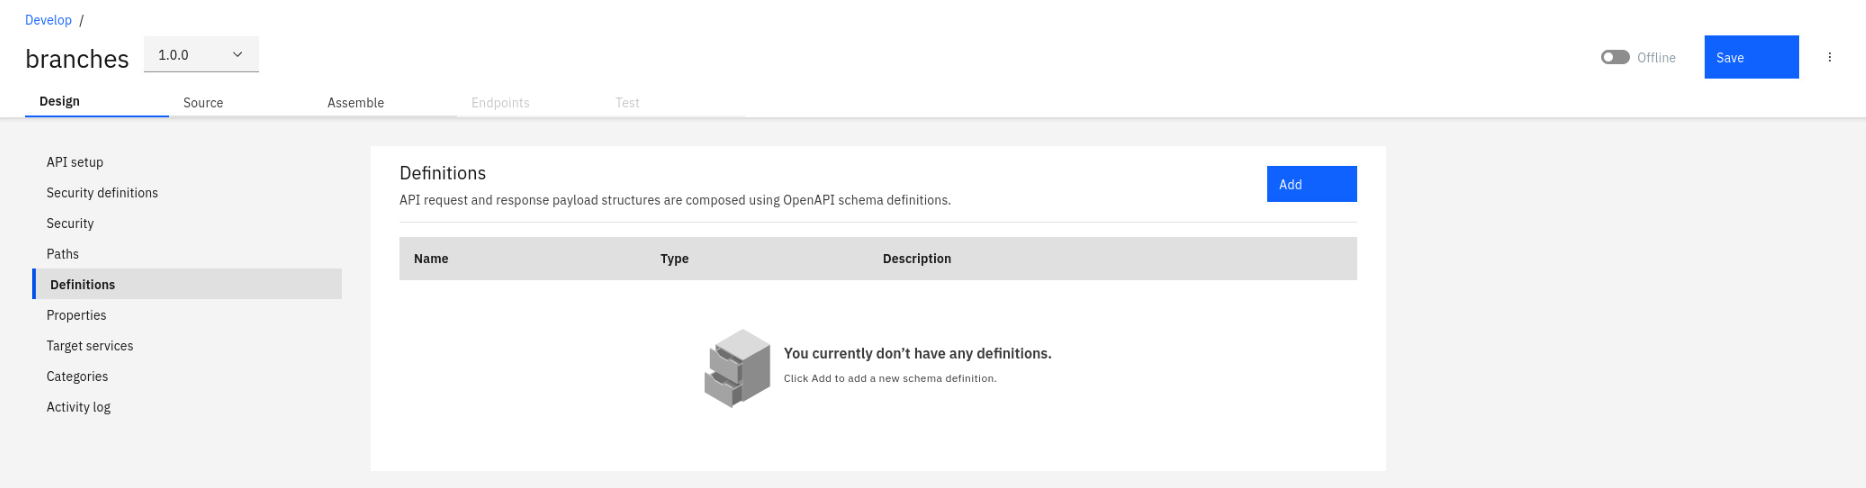 Develop /
branches 1.0.0
Offline Save
Design Source Assemble Endpoints Test
API setup
Security definitions
Security
Paths
Definitions
Properties
Target services
Categories
Activity log
Definitions
API request and response payload structures are composed using OpenAPI schema definitions.
Add
Name Type Description
You currently don’t have any definitions.
Click Add to add a new schema definition.